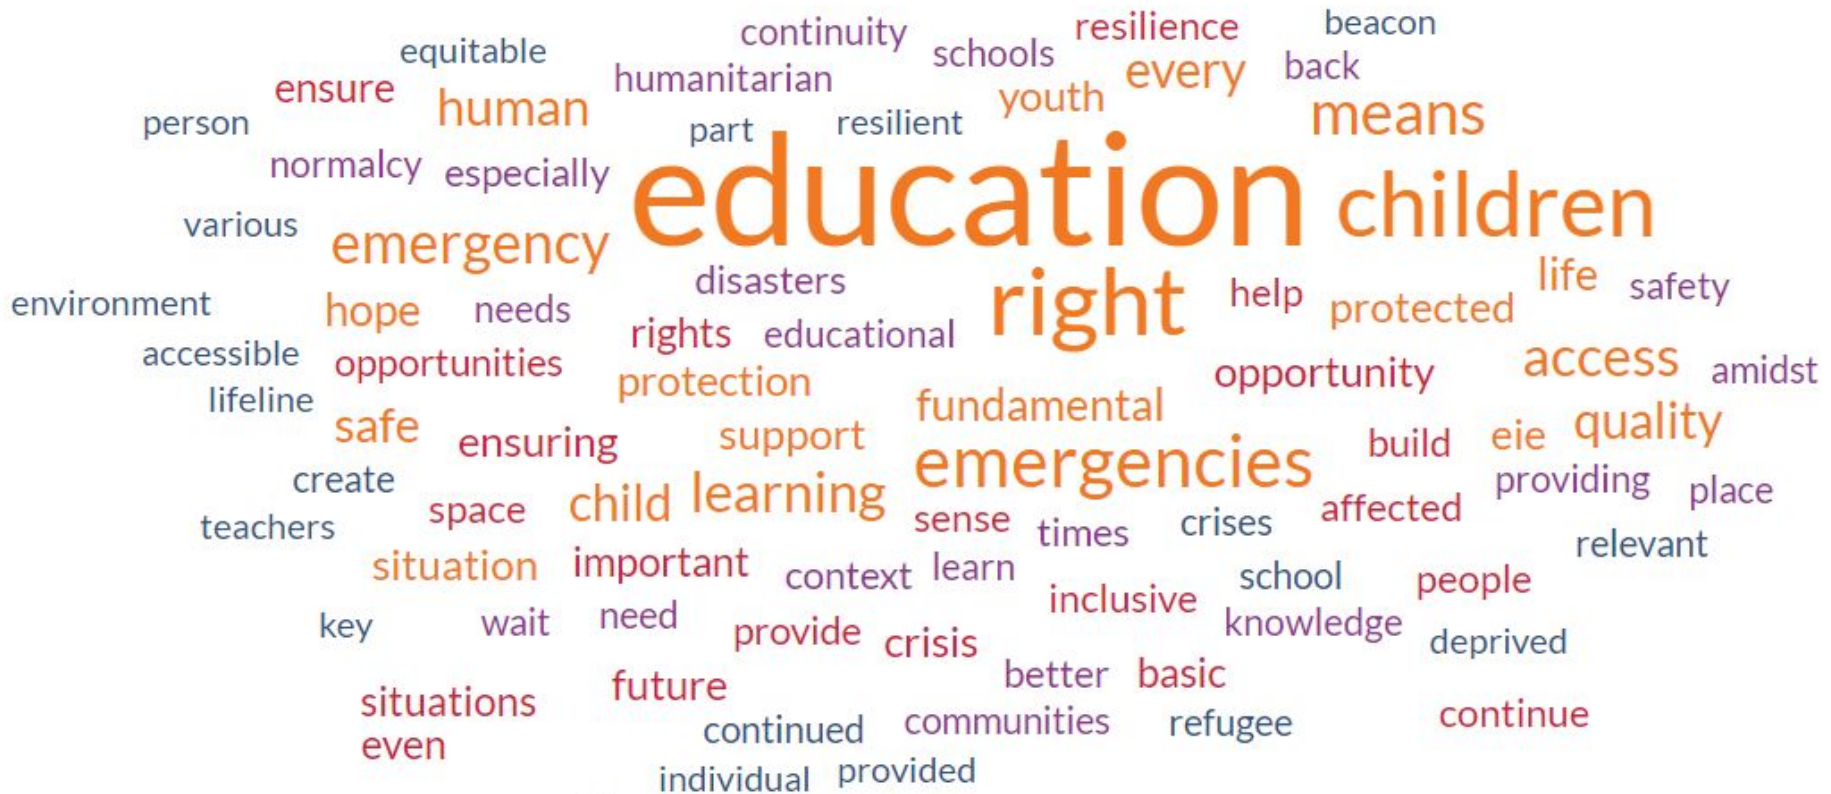 beacon
resilience
continuity
schools
equitable
back
every
humanitarian
ensure
youth
human
means
person
part
resilient
normalcy
especially
education
children
various
emergency
disasters
life
safety
environment
hope
needs
right
help
protected
rights
educational
accessible
opportunities
protection
opportunity
access
amidst
lifeline
fundamental
safe
ensuring
support
build
eie
quality
emergencies
create
child
learning
providing
place
teachers
space
sense
times
crises
affected
relevant
situation
important
context
learn
school
people
inclusive
key
wait
need
provide
crisis
knowledge
deprived
better
basic
situations
future
continued
communities
refugee
continue
even
individual
provided